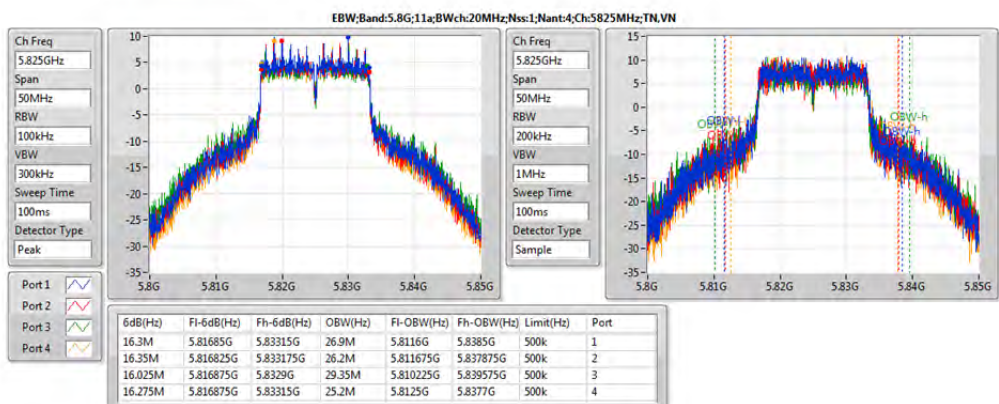 EBW;Band:5.8G;11a;BWch:20MHz;Nss:1;Nant:4;Ch:5825MHz;TN,VN
Ch Freq
5.825GHz
Span
50MHz
RBW
100kHz
VBW
300kHz
Sweep Time
100ms
Detector Type
Peak
10
5
0
-5
-10
-15
-20
-25
-30
-35
5.8G 5.81G 5.82G 5.83G 5.84G 5.85G
Ch Freq
5.825GHz
Span
50MHz
RBW
200kHz
VBW
1MHz
Sweep Time
100ms
Detector Type
Sample
15
10
5
0
-5
-10
-15
-20
-25
-30
-35
OBW-h
5.8G 5.81G 5.82G 5.83G 5.84G 5.85G
Port 1
Port 2
Port 3
Port 4
6dB(Hz) Fl-6dB(Hz) Fh-6dB(Hz) OBW(Hz) Fl-OBW(Hz) Fh-OBW(Hz) Limit(Hz) Port
16.3M 5.81685G 5.83315G 26.9M 5.8116G 5.8385G 500k 1
16.35M 5.816825G 5.833175G 26.2M 5.811675G 5.837875G 500k 2
16.025M 5.816875G 5.8329G 29.35M 5.810225G 5.839575G 500k 3
16.275M 5.816875G 5.83315G 25.2M 5.8125G 5.8377G 500k 4